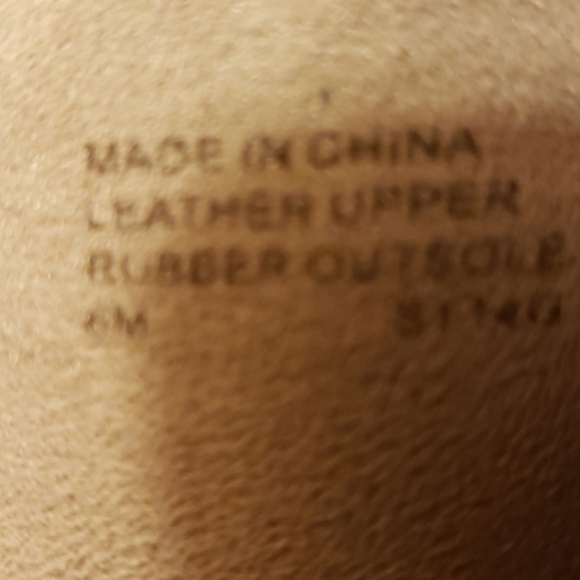 MADE IN CHINA
LEATHER UPPER
RUBBER OUTSOLE
6M